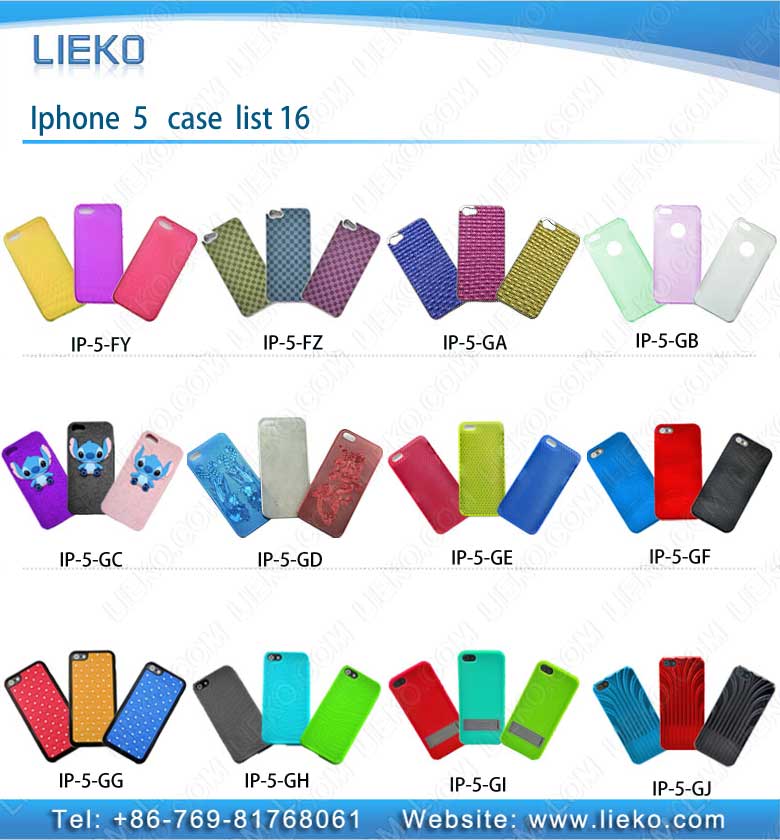 LIEKO
Iphone 5 case list 16
IP-5-FY IP-5-FZ IP-5-GA IP-5-GB
IP-5-GC IP-5-GD IP-5-GE IP-5-GF
IP-5-GG IP-5-GH IP-5-GI IP-5-GJ
Tel: +86-769-81768061 Website: www.lieko.com
LIEKO.COM